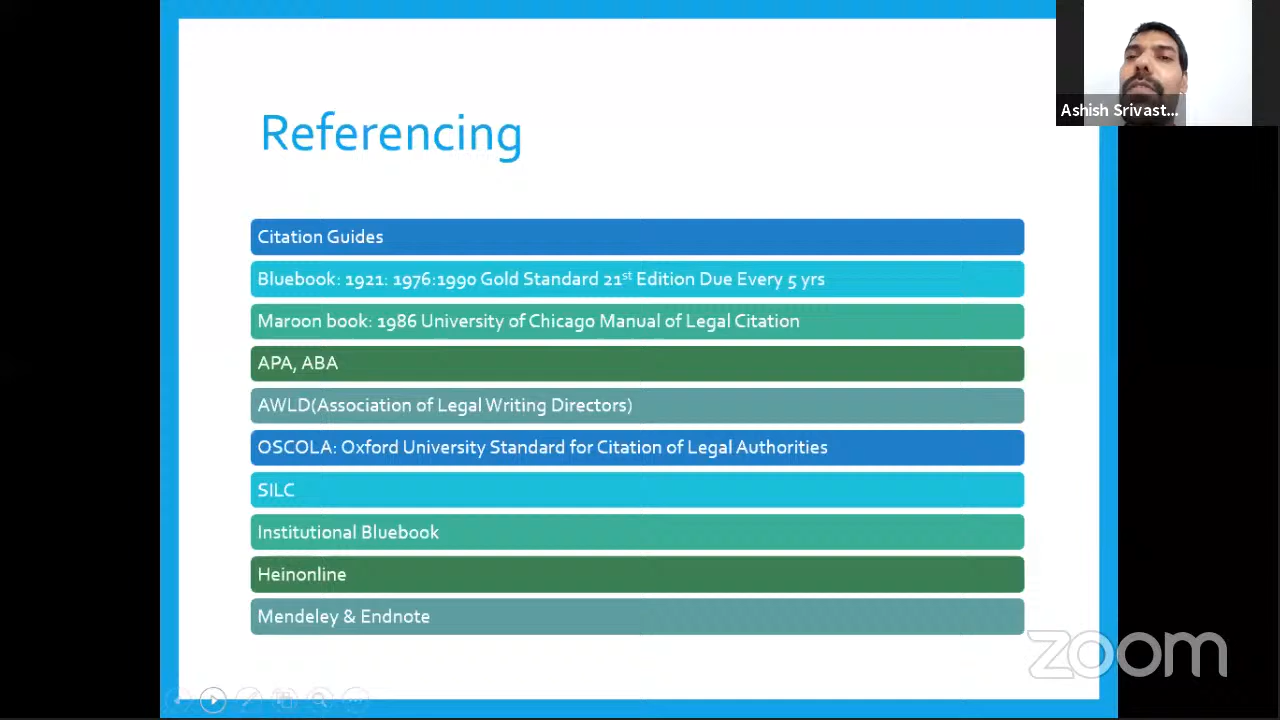 Ashish Srivast...
Referencing
Citation Guides
Bluebook: 1921: 1976:1990 Gold Standard 21st Edition Due Every 5 yrs
Maroon book: 1986 University of Chicago Manual of Legal Citation
APA, ABA
AWLD(Association of Legal Writing Directors)
OSCOLA: Oxford University Standard for Citation of Legal Authorities
SILC
Institutional Bluebook
Heinonline
Mendeley & Endnote
zoom